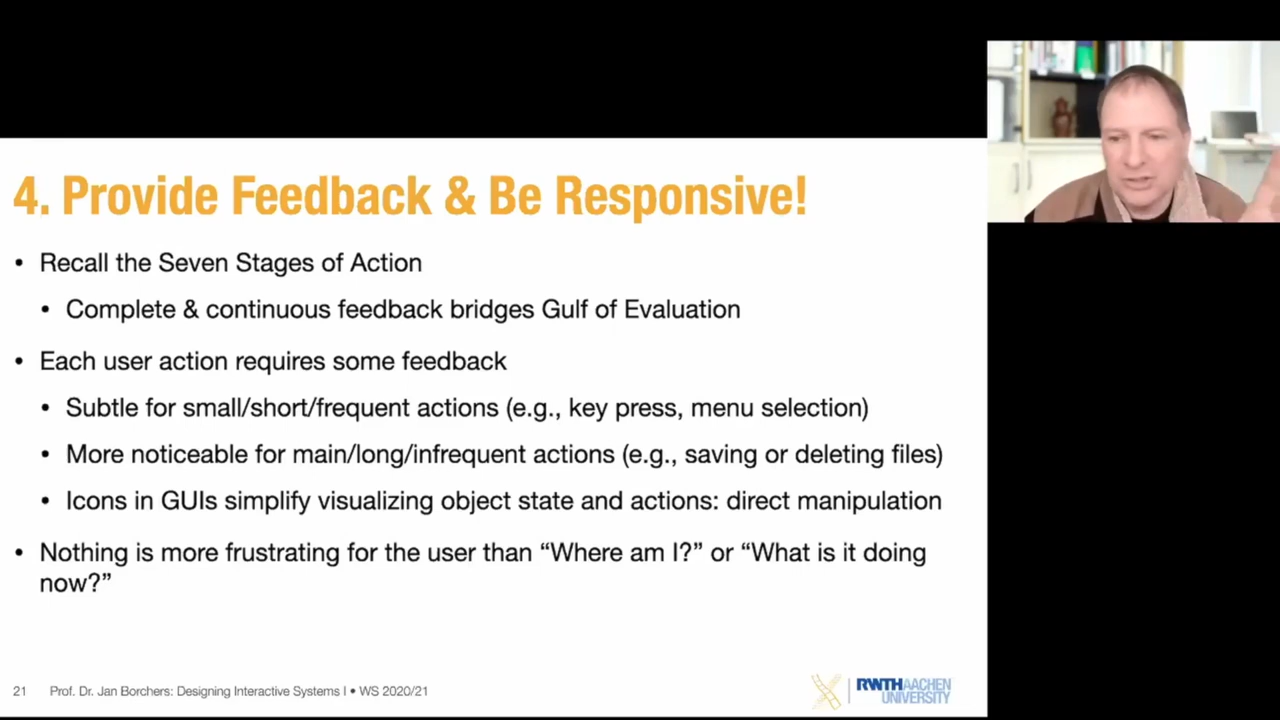 4. Provide Feedback & Be Responsive!
• Recall the Seven Stages of Action
• Complete & continuous feedback bridges Gulf of Evaluation
• Each user action requires some feedback
• Subtle for small/short/frequent actions (e.g., key press, menu selection)
• More noticeable for main/long/infrequent actions (e.g., saving or deleting files)
• Icons in GUIs simplify visualizing object state and actions: direct manipulation
• Nothing is more frustrating for the user than “Where am I?” or “What is it doing
now?”
21 Prof. Dr. Jan Borchers: Designing Interactive Systems I • WS 2020/21
RWTHAACHEN
UNIVERSITY